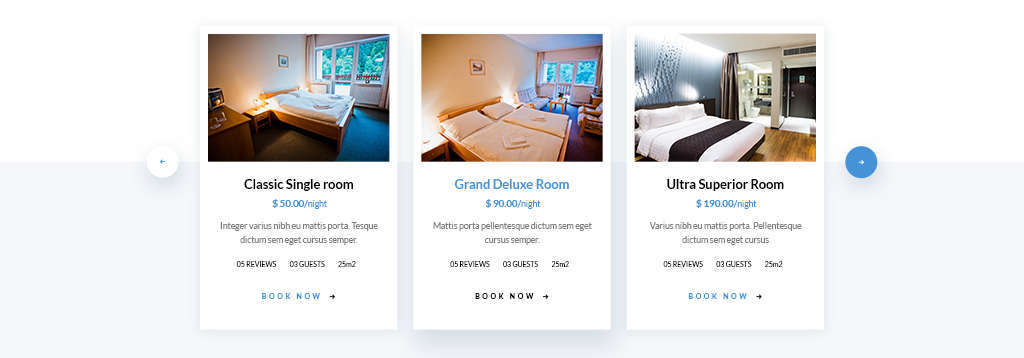 Classic Single room
$ 50.00/night
Integer varius nibh eu mattis porta. Tesque
dictum sem eget cursus semper.
05 REVIEWS 03 GUESTS 25m2
BOOK NOW
Grand Deluxe Room
$ 90.00/night
Mattis porta pellentesque dictum sem eget
cursus semper.
05 REVIEWS 03 GUESTS 25m2
BOOK NOW
Ultra Superior Room
$ 190.00/night
Varius nibh eu mattis porta. Pellentesque
dictum sem eget cursus
05 REVIEWS 03 GUESTS 25m2
BOOK NOW